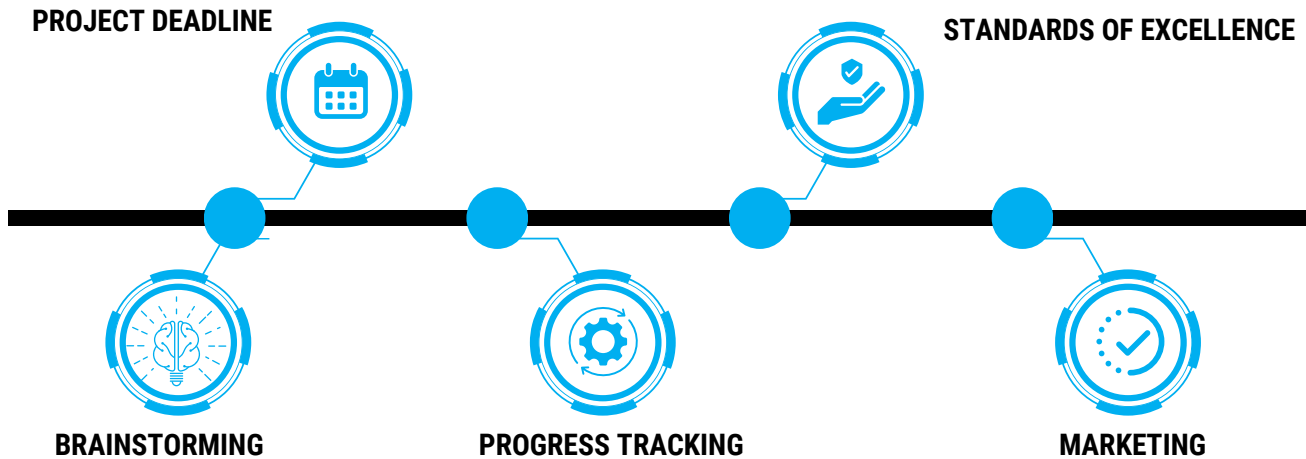 PROJECT DEADLINE
STANDARDS OF EXCELLENCE
BRAINSTORMING
PROGRESS TRACKING
MARKETING